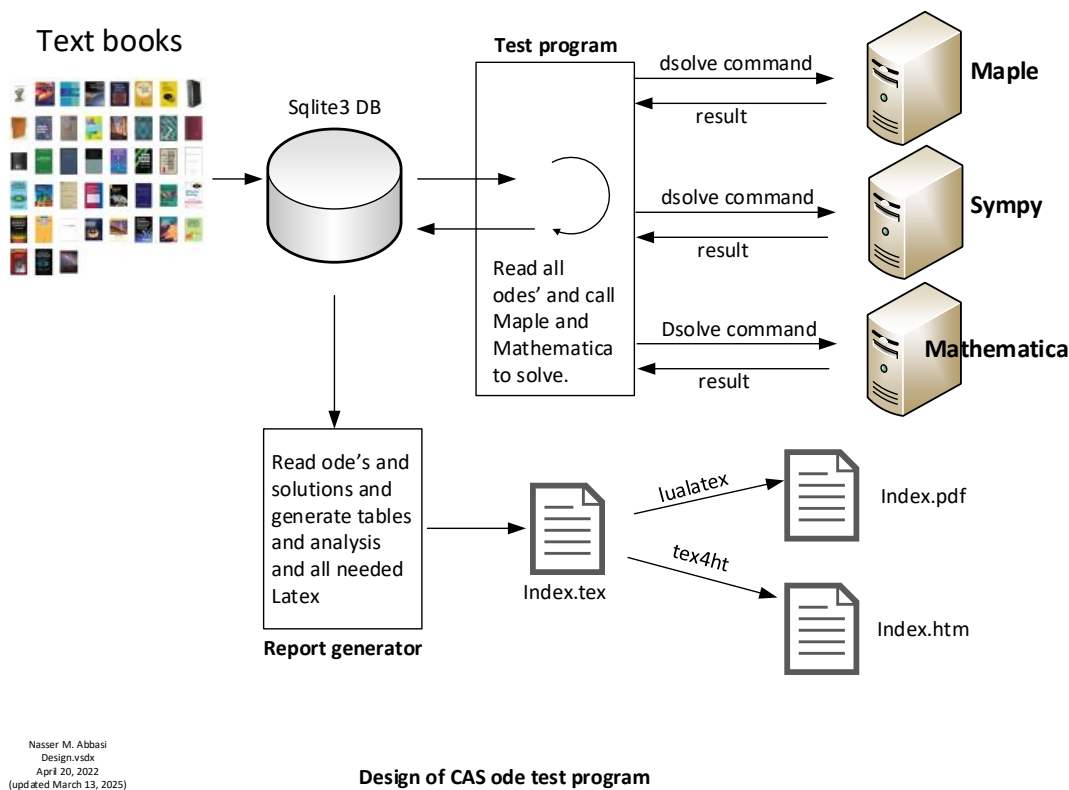 Text books
Sqlite3 DB
Test program
Read all
odes' and call
Maple and
Mathematica
to solve.
dsolve command
result
Maple
dsolve command
result
Sympy
Dsolve command
result
Mathematica
Read ode's and
solutions and
generate tables
and analysis
and all needed
Latex
Report generator
Index.tex
lualatex
Index.pdf
tex4ht
Index.htm
Nasser M. Abbasi
Design.vsdx
April 20, 2022
(updated March 13, 2025)
Design of CAS ode test program